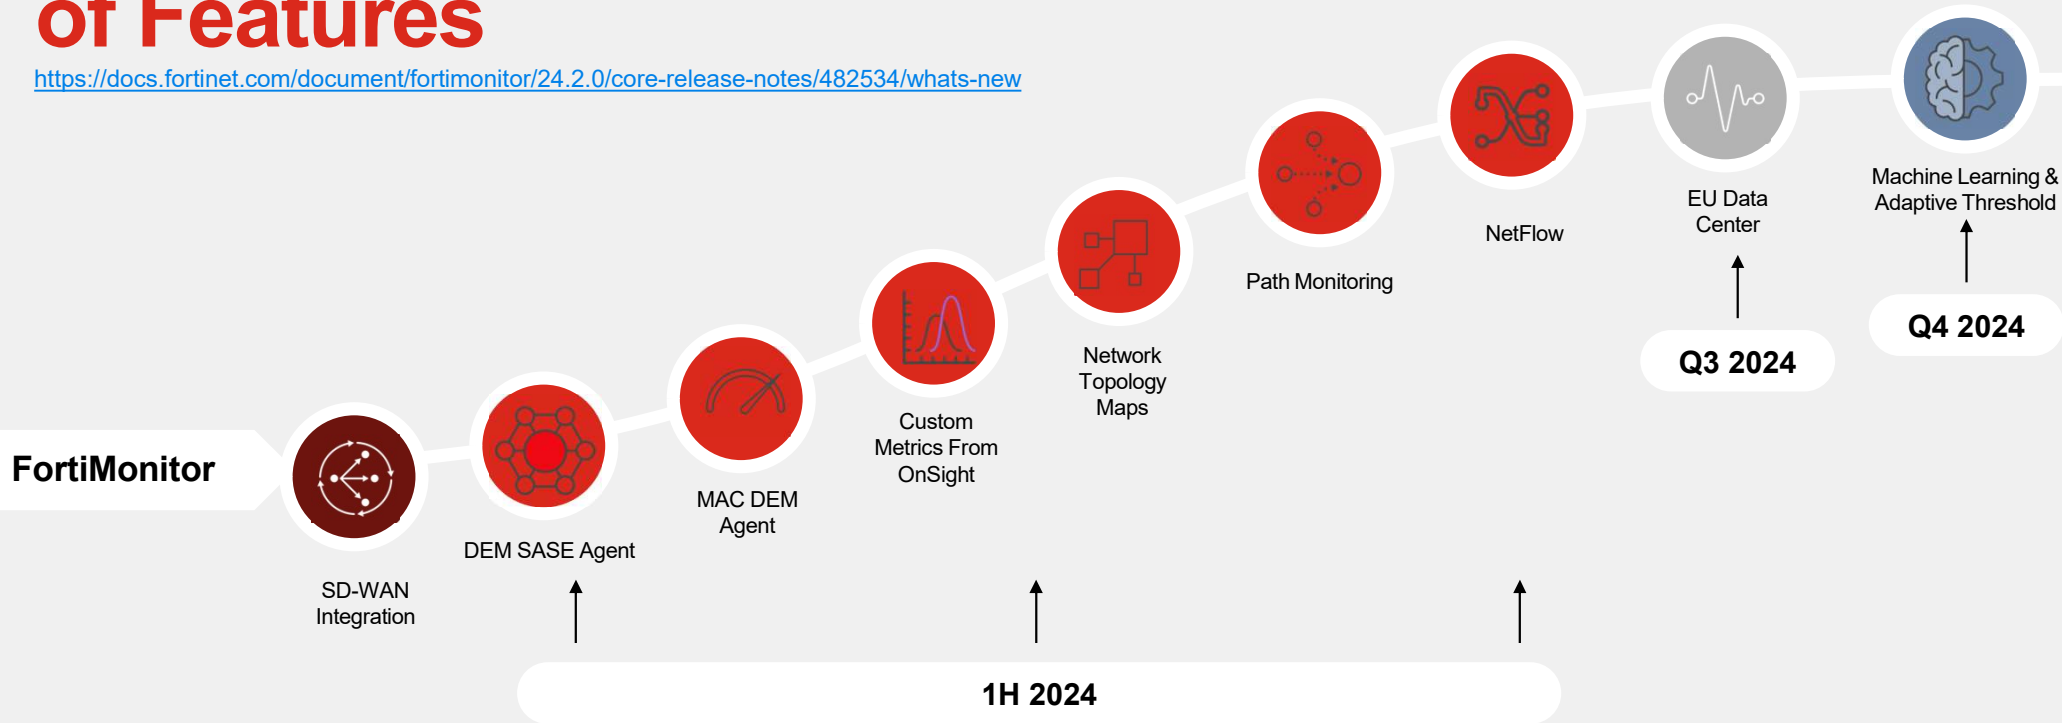 of Features
https://docs.fortinet.com/document/fortimonitor/24.2.0/core-release-notes/482534/whats-new
FortiMonitor
SD-WAN
Integration
DEM SASE Agent
MAC DEM
Agent
Custom
Metrics From
OnSight
Network
Topology
Maps
Path Monitoring
NetFlow
EU Data
Center
Machine Learning &
Adaptive Threshold
1H 2024
Q3 2024
Q4 2024